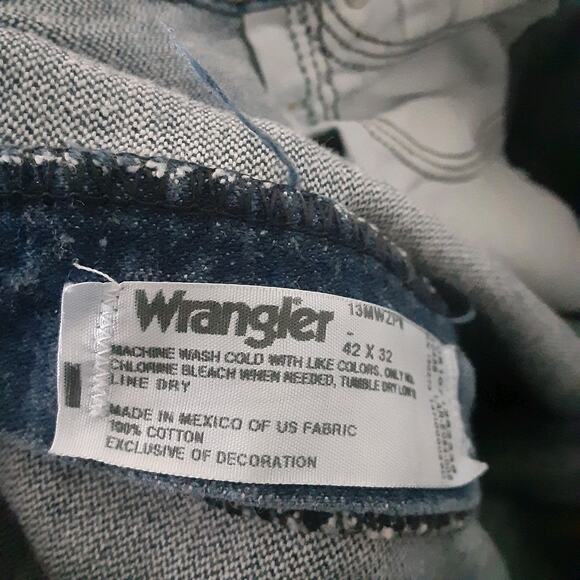 Wrangler
13MWZPW
42 X 32
MACHINE WASH COLD WITH LIKE COLORS. ONLY
CHLORINE BLEACH WHEN NEEDED, TUMBLE DRY LOW
LINE DRY
MADE IN MEXICO OF US FABRIC
100% COTTON
EXCLUSIVE OF DECORATION